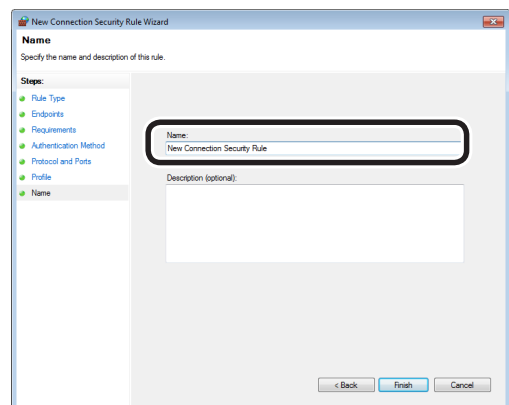 New Connection Security Rule Wizard
Name
Specify the name and description of this rule.
Steps:
Rule Type
Endpoints
Requirements
Authentication Method
Protocol and Ports
Profile
Name
Name:
New Connection Security Rule
Description (optional):
< Back
Finish
Cancel